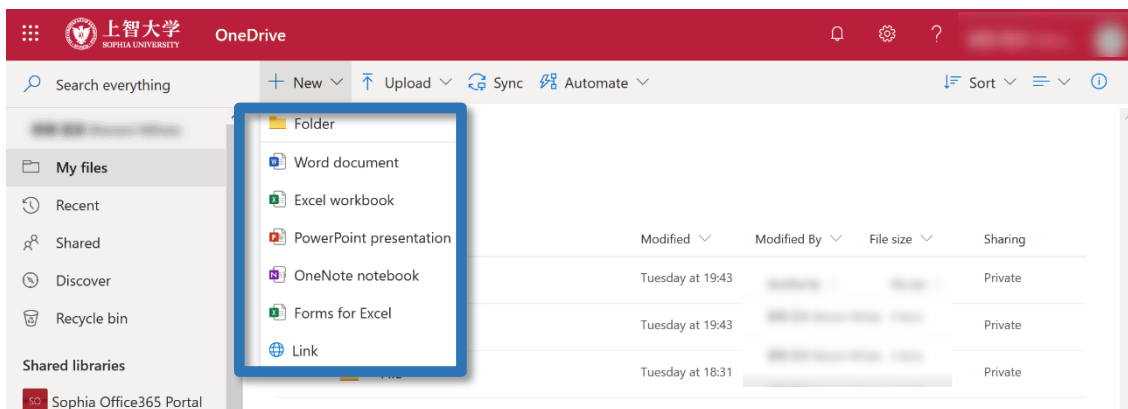 上智大学
SOPHIA UNIVERSITY
OneDrive
?
Search everything
New
Upload
Sync
Automate
Sort
My files
Recent
Shared
Discover
Recycle bin
Shared libraries
Sophia Office365 Portal
Folder
Word document
Excel workbook
PowerPoint presentation
OneNote notebook
Forms for Excel
Link
Modified Modified By File size Sharing
Tuesday at 19:43 Private
Tuesday at 19:43 Private
Tuesday at 18:31 Private